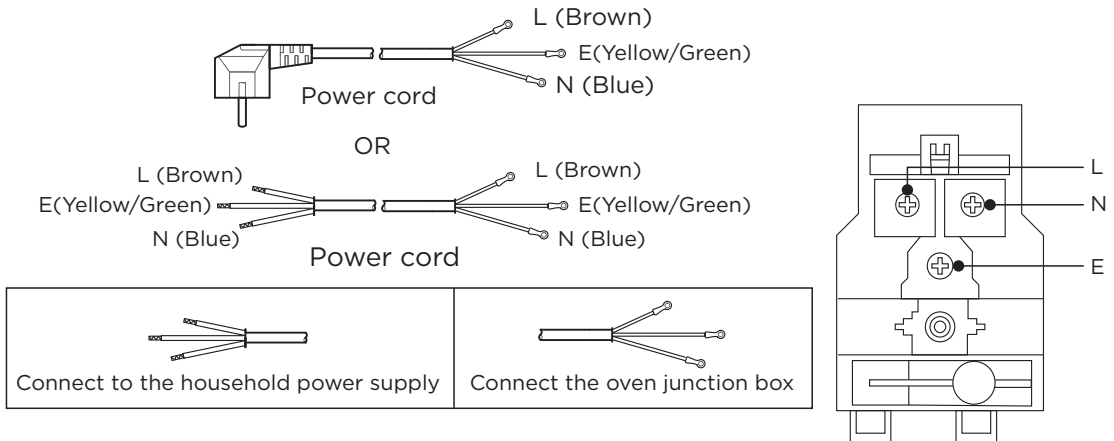 L (Brown)
E(Yellow/Green)
N (Blue)
Power cord
OR
L (Brown)
E(Yellow/Green)
N (Blue)
L (Brown)
E(Yellow/Green)
N (Blue)
Power cord
Connect to the household power supply
Connect the oven junction box
L
N
E